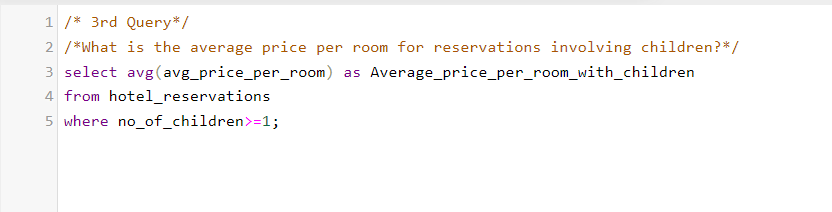 1 /* 3rd Query*/
2 /*What is the average price per room for reservations involving children?*/
3 select avg(avg_price_per_room) as Average_price_per_room_with_children
4 from hotel_reservations
5 where no_of_children>=1;